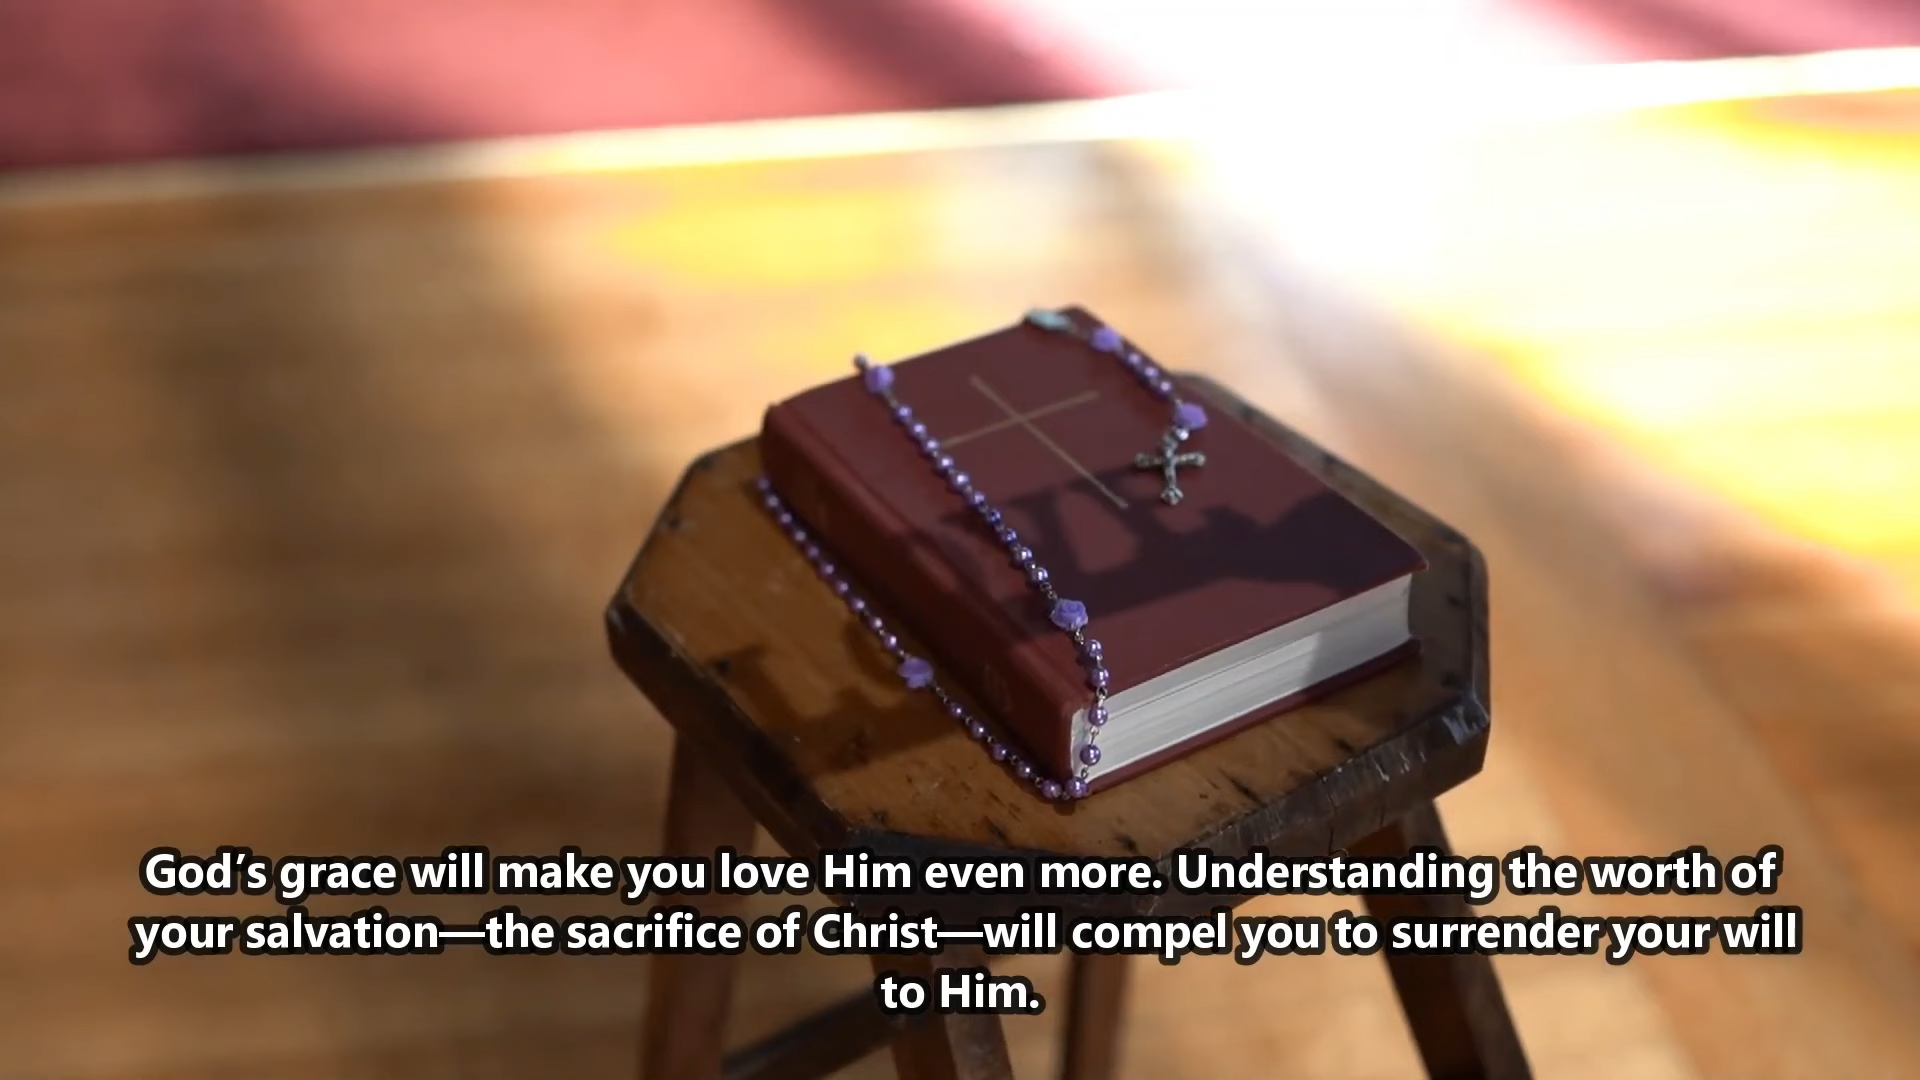 God’s grace will make you love Him even more. Understanding the worth of
your salvation—the sacrifice of Christ—will compel you to surrender your will
to Him.